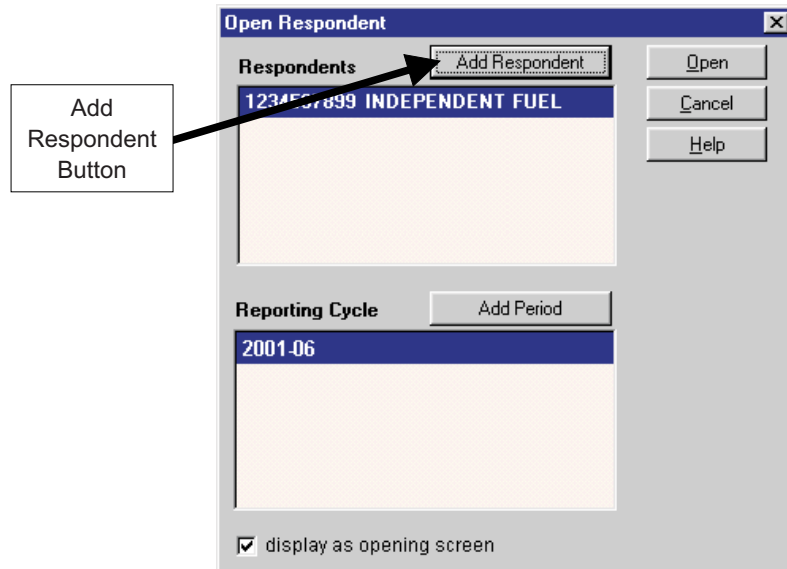 Open Respondent
Respondents
Add Respondent
Open
1234567899 INDEPENDENT FUEL
Cancel
Help
Add
Respondent
Button
Reporting Cycle
Add Period
2001-06
display as opening screen